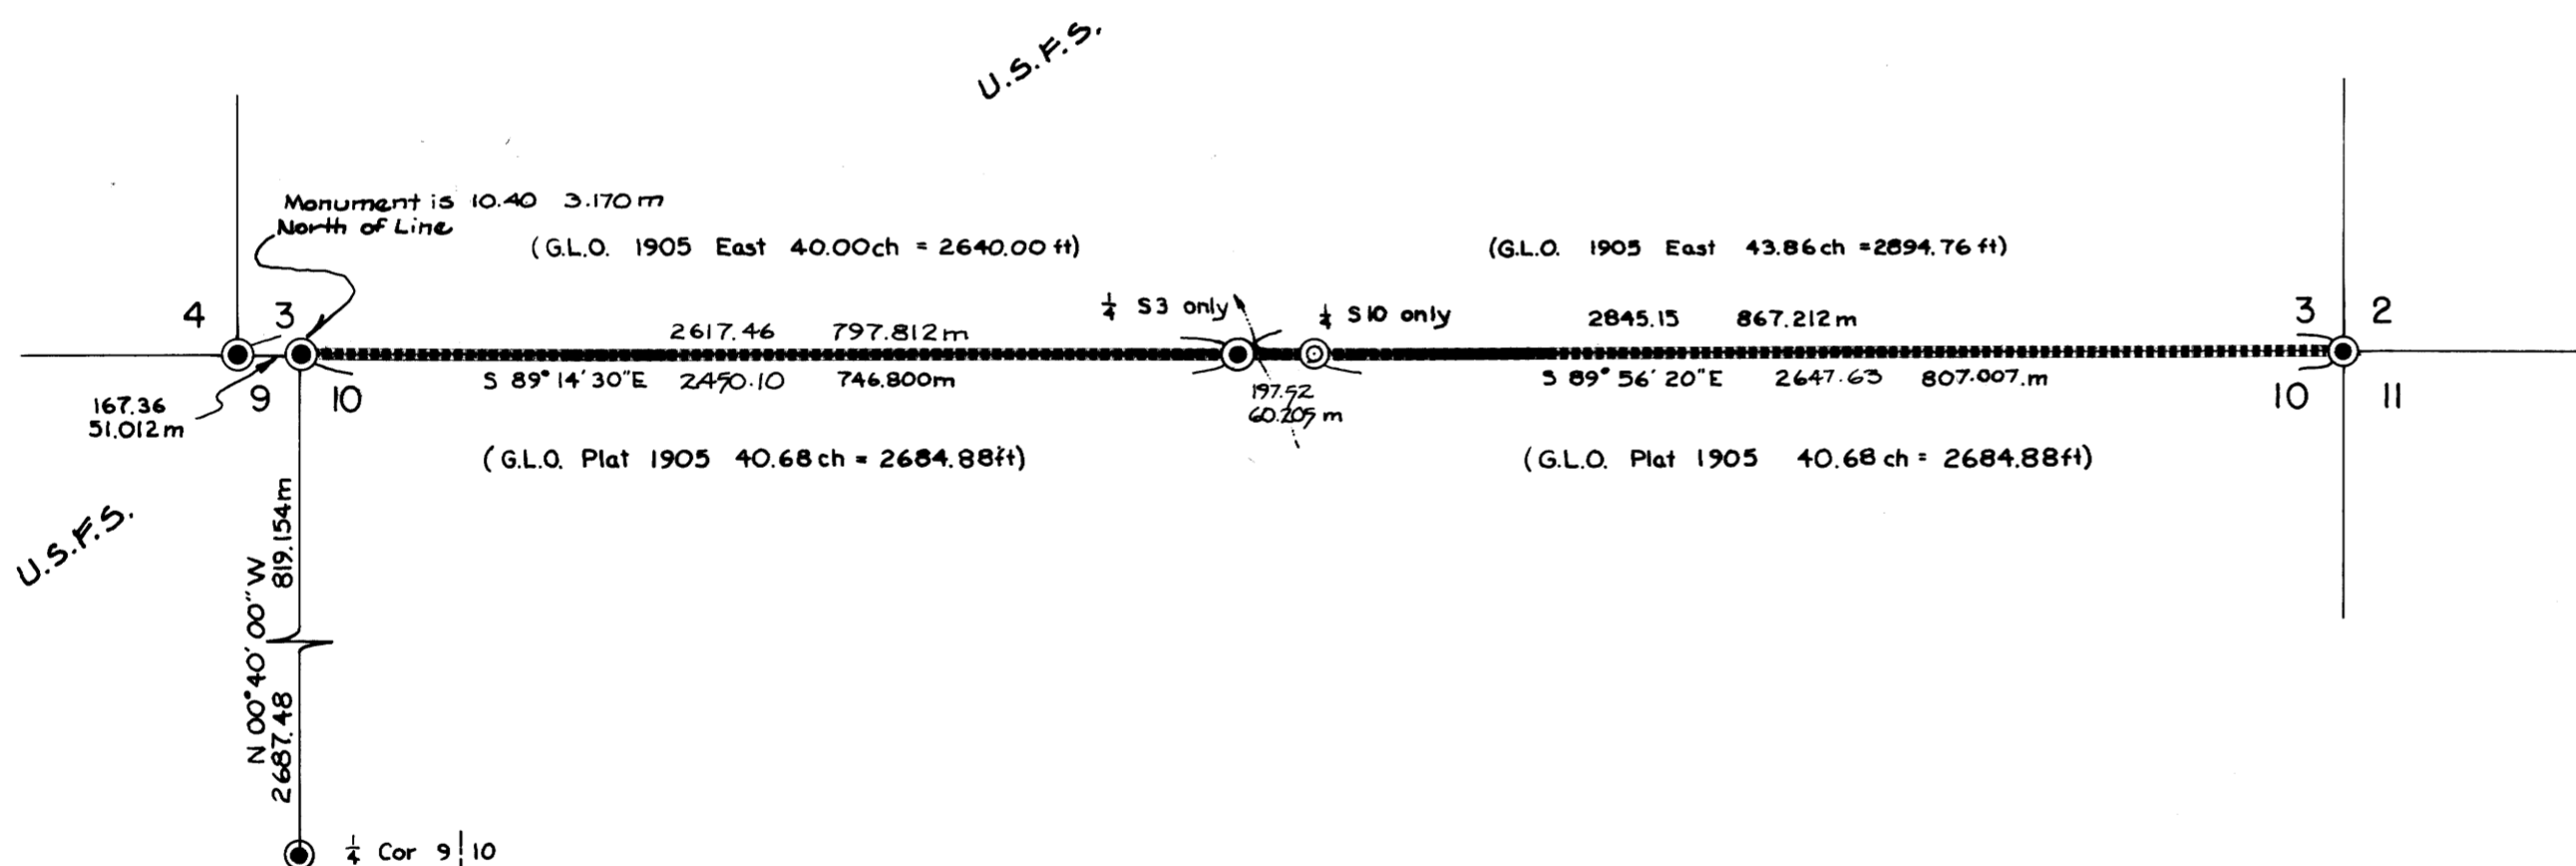 U.S.F.S.
Monument is 10.40 3.170 m
North of Line
(G.L.O. 1905 East 40.00ch = 2640.00 ft)
(G.L.O. 1905 East 43.86 ch =2894.76 ft)
4 3
1/4 S3 only
1/4 S10 only
3 2
2617.46 797.812m
2845.15 867.212m
S 89° 14' 30"E 2450.10 746.800m
S 89° 56' 20"E 2647.63 807.007.m
9 10
10 11
167.36
51.012m
197.52
60.205 m
(G.L.O. Plat 1905 40.68 ch = 2684.88ft)
(G.L.O. Plat 1905 40.68 ch = 2684.88ft)
U.S.F.S.
N 00° 40' 00" W
2687.48 819.154m
1/4 Cor 9|10